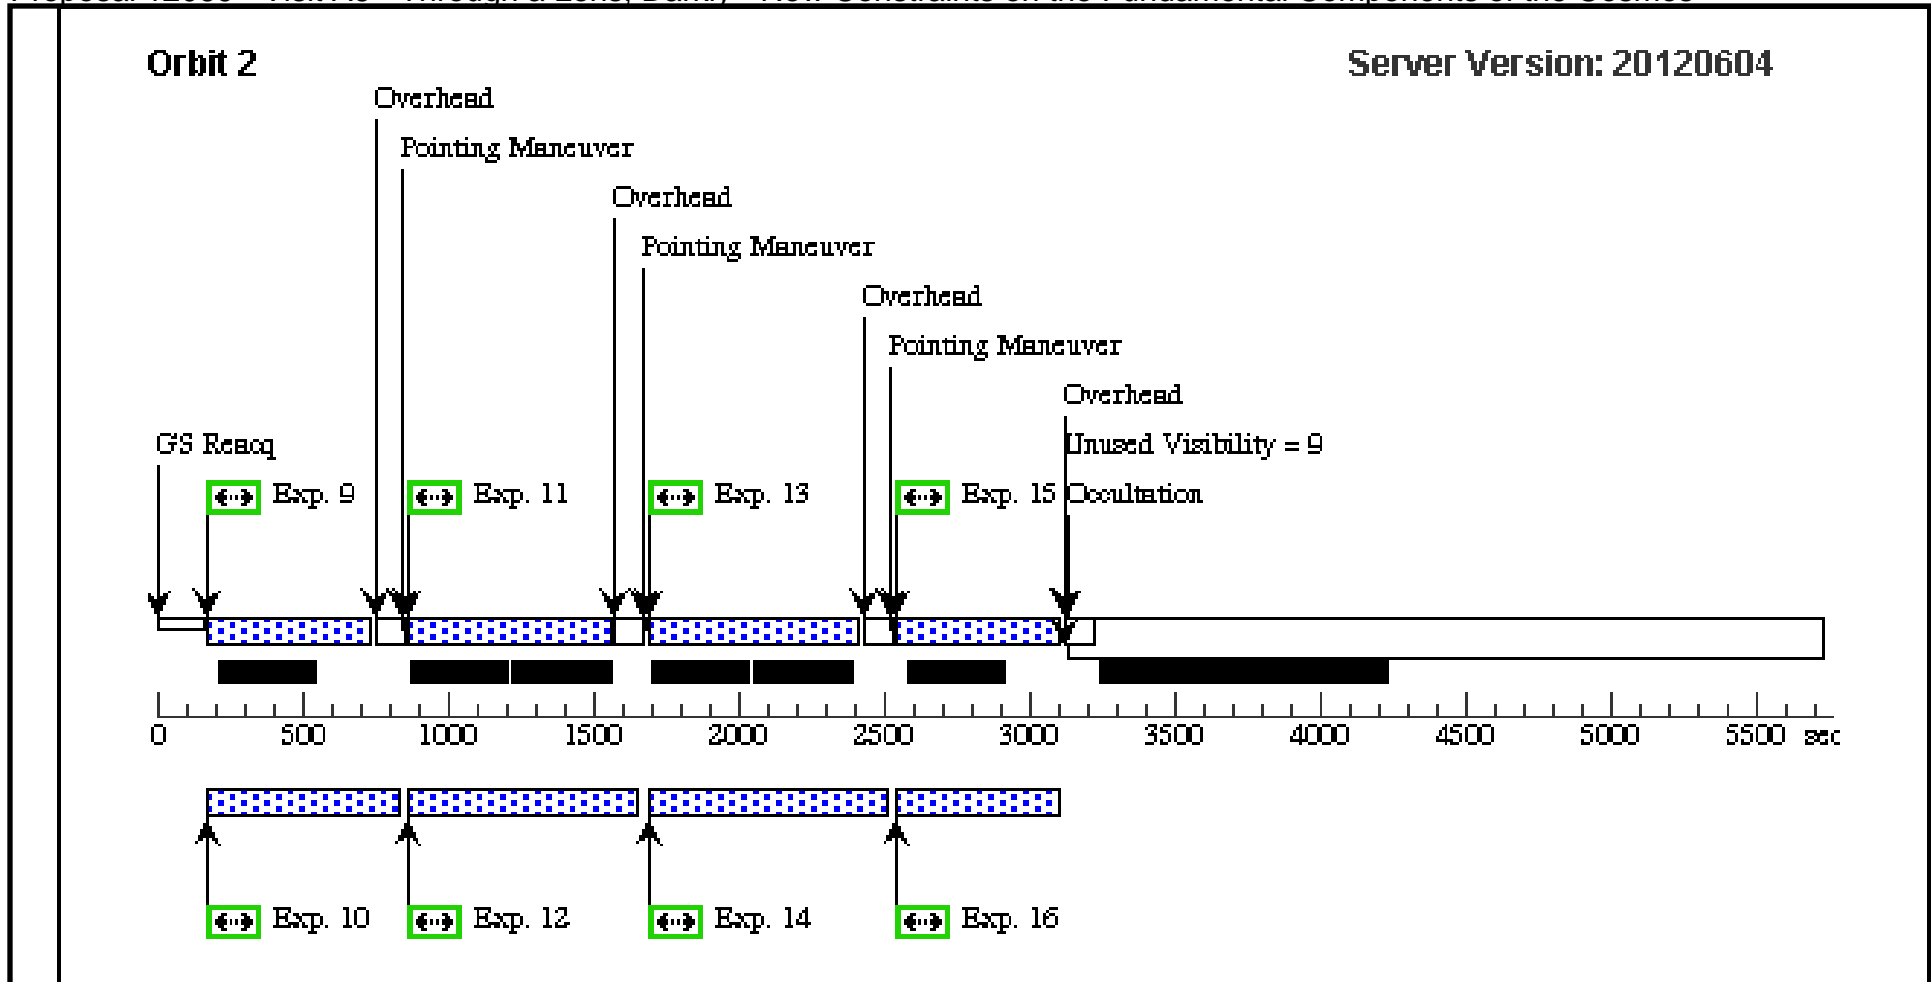 Orbit 2
Server Version: 20120604
Overhead
Pointing Maneuver
Overhead
Pointing Maneuver
Overhead
Pointing Maneuver
Overhead
GS Reacq
Unused Visibility = 9
Exp. 9
Exp. 11
Exp. 13
Exp. 15
Occultation
0 500 1000 1500 2000 2500 3000 3500 4000 4500 5000 5500 sec
Exp. 10
Exp. 12
Exp. 14
Exp. 16